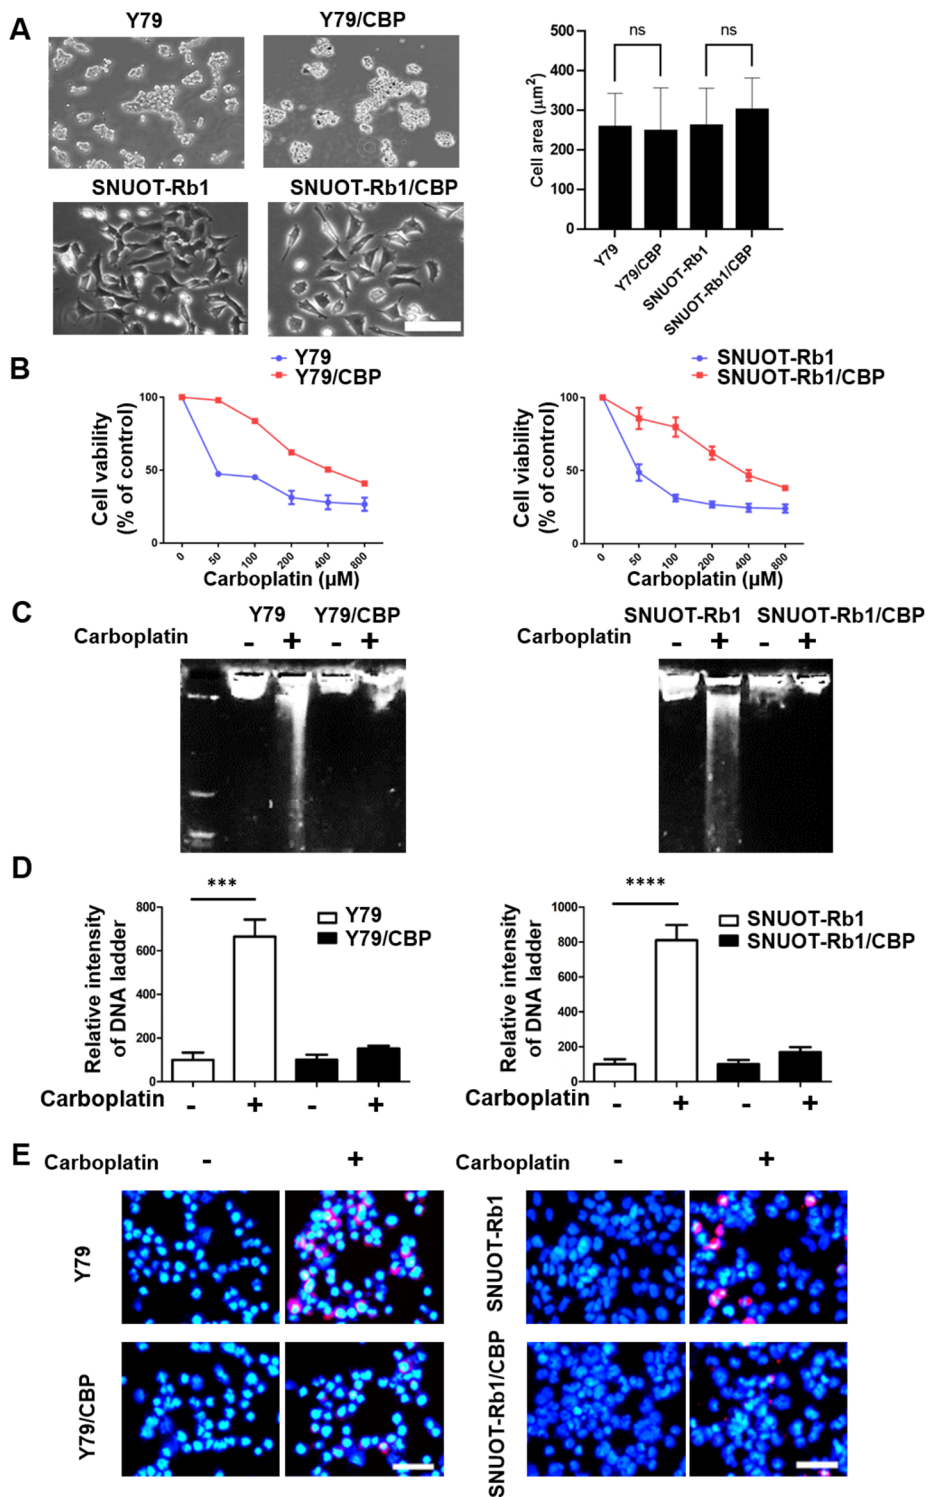 A
Y79
Y79/CBP
SNUOT-Rb1
SNUOT-Rb1/CBP
Cell area (µm²)
500
400
300
200
100
0
ns
ns
Y79
Y79/CBP
SNUOT-Rb1
SNUOT-Rb1/CBP
B
Y79
Y79/CBP
Cell vability
(% of control)
100
50
0
0
50
100
200
400
800
Carboplatin (µM)
SNUOT-Rb1
SNUOT-Rb1/CBP
Cell viability
(% of control)
100
50
0
0
50
100
200
400
800
Carboplatin (µM)
C
Y79
Y79/CBP
Carboplatin
- + - +
SNUOT-Rb1
SNUOT-Rb1/CBP
Carboplatin
- + - +
D
***
Y79
Y79/CBP
Relative intensity
of DNA ladder
800
600
400
200
0
Carboplatin
- + - +
****
SNUOT-Rb1
SNUOT-Rb1/CBP
Relative intensity
of DNA ladder
1000
800
600
400
200
0
Carboplatin
- + - +
E
Carboplatin - +
Y79
Y79/CBP
Carboplatin - +
SNUOT-Rb1
SNUOT-Rb1/CBP